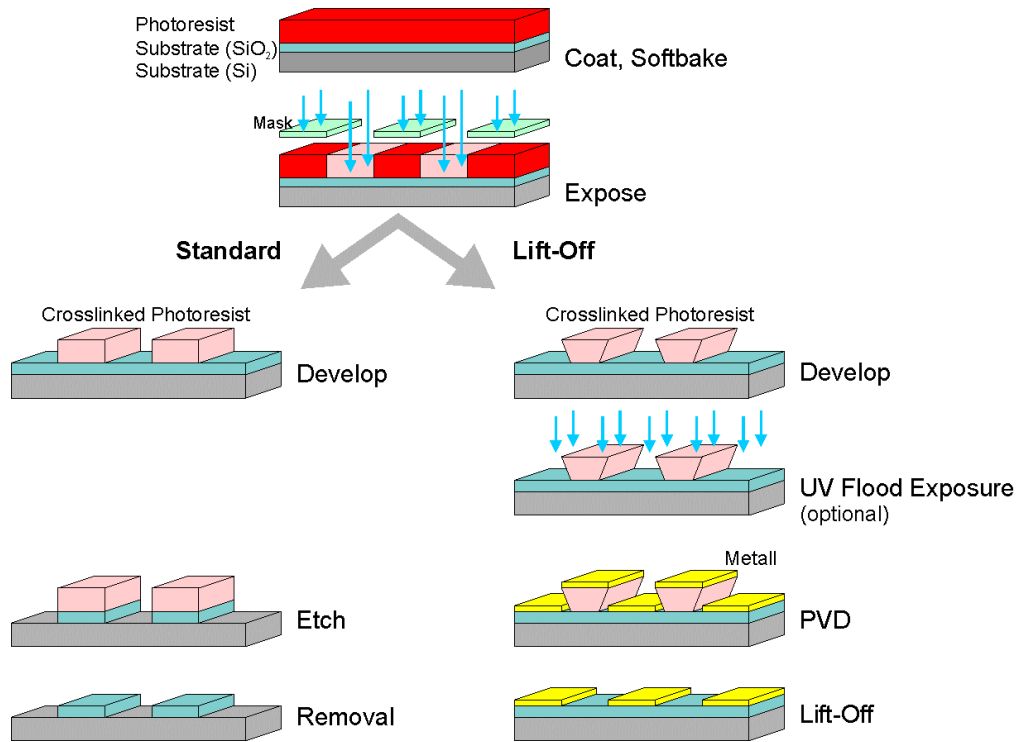 Photoresist
Substrate (SiO₂)
Substrate (Si)
Coat, Softbake
Mask
Expose
Standard
Lift-Off
Crosslinked Photoresist
Develop
Crosslinked Photoresist
Develop
UV Flood Exposure
(optional)
Etch
Metall
PVD
Removal
Lift-Off